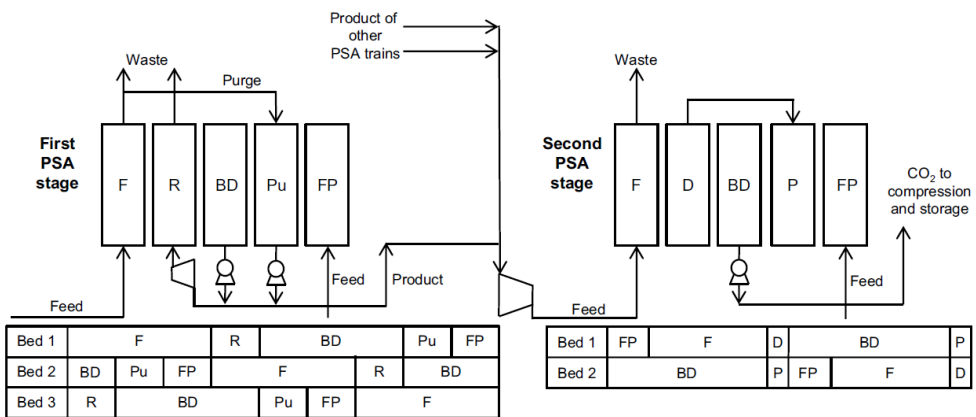 Product of
other
PSA trains
Waste
Purge
Waste
First
PSA
stage
F
R
BD
Pu
FP
Second
PSA
stage
F
D
BD
P
FP
CO2 to
compression
and storage
Feed
Feed
Product
Feed
Feed
Bed 1 F R BD Pu FP
Bed 2 BD Pu FP F R BD
Bed 3 R BD Pu FP F
Bed 1 FP F D BD P
Bed 2 BD P FP F D